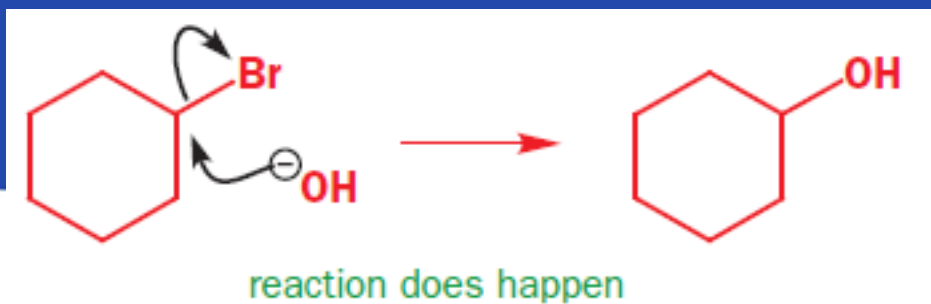 Br
OH
⊖OH
reaction does happen